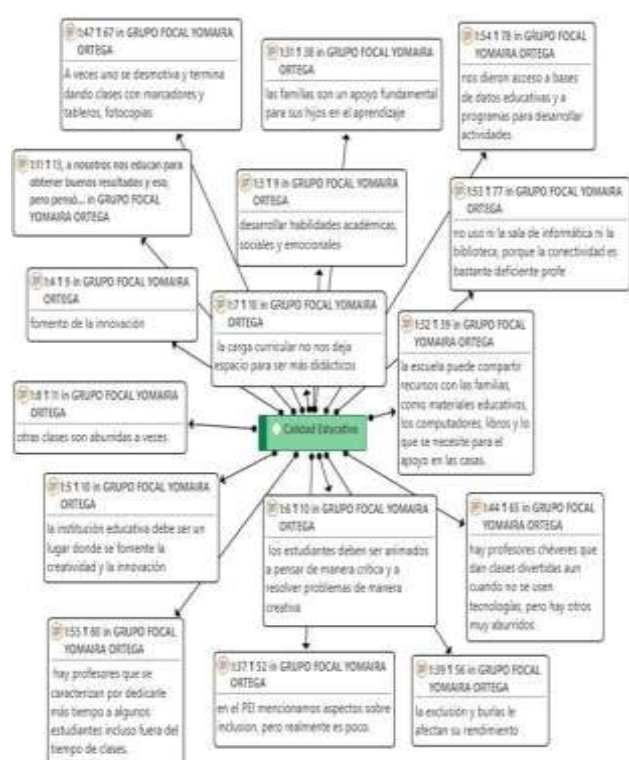 1:47 ¶ 67 in GRUPO FOCAL YOMAIRA
ORTEGA
A veces uno se desmotiva y termina
dando clases con marcadores y
tableros, fotocopias
1:31 ¶ 38 in GRUPO FOCAL YOMAIRA
ORTEGA
las familias son un apoyo fundamental
para sus hijos en el aprendizaje
1:54 ¶ 78 in GRUPO FOCAL
YOMAIRA ORTEGA
nos dieron acceso a bases
de datos educativas y a
programas para desarrollar
actividades
1:11 ¶ 13, a nosotros nos educan para
obtener buenos resultados y eso,
pero pensó... in GRUPO FOCAL
YOMAIRA ORTEGA
1:3 ¶ 9 in GRUPO FOCAL YOMAIRA
ORTEGA
desarrollar habilidades académicas,
sociales y emocionales
1:53 ¶ 77 in GRUPO FOCAL
YOMAIRA ORTEGA
no uso ni la sala de informática ni la
biblioteca, porque la conectividad es
bastante deficiente profe
1:4 ¶ 9 in GRUPO FOCAL YOMAIRA
ORTEGA
fomento de la innovación
1:7 ¶ 10 in GRUPO FOCAL YOMAIRA
ORTEGA
la carga curricular no nos deja
espacio para ser más didácticos
1:32 ¶ 39 in GRUPO FOCAL
YOMAIRA ORTEGA
la escuela puede compartir
recursos con las familias,
como materiales educativos,
los computadores, libros y lo
que se necesite para el
apoyo en las casas.
1:8 ¶ 11 in GRUPO FOCAL YOMAIRA
ORTEGA
otras clases son aburridas a veces.
Calidad Educativa
1:5 ¶ 10 in GRUPO FOCAL YOMAIRA
ORTEGA
la institución educativa debe ser un
lugar donde se fomente la
creatividad y la innovación
1:6 ¶ 10 in GRUPO FOCAL YOMAIRA
ORTEGA
los estudiantes deben ser animados
a pensar de manera crítica y a
resolver problemas de manera
creativa
1:44 ¶ 65 in GRUPO FOCAL
YOMAIRA ORTEGA
hay profesores chéveres que
dan clases divertidas aun
cuando no se usen
tecnologías, pero hay otros
muy aburridos
1:55 ¶ 80 in GRUPO FOCAL
YOMAIRA ORTEGA
hay profesores que se
caracterizan por dedicarle
más tiempo a algunos
estudiantes incluso fuera del
tiempo de clases.
1:37 ¶ 52 in GRUPO FOCAL YOMAIRA
ORTEGA
en el PEI mencionamos aspectos sobre
inclusion, pero realmente es poco.
1:39 ¶ 56 in GRUPO FOCAL
YOMAIRA ORTEGA
la exclusión y burlas le
afectan su rendimiento